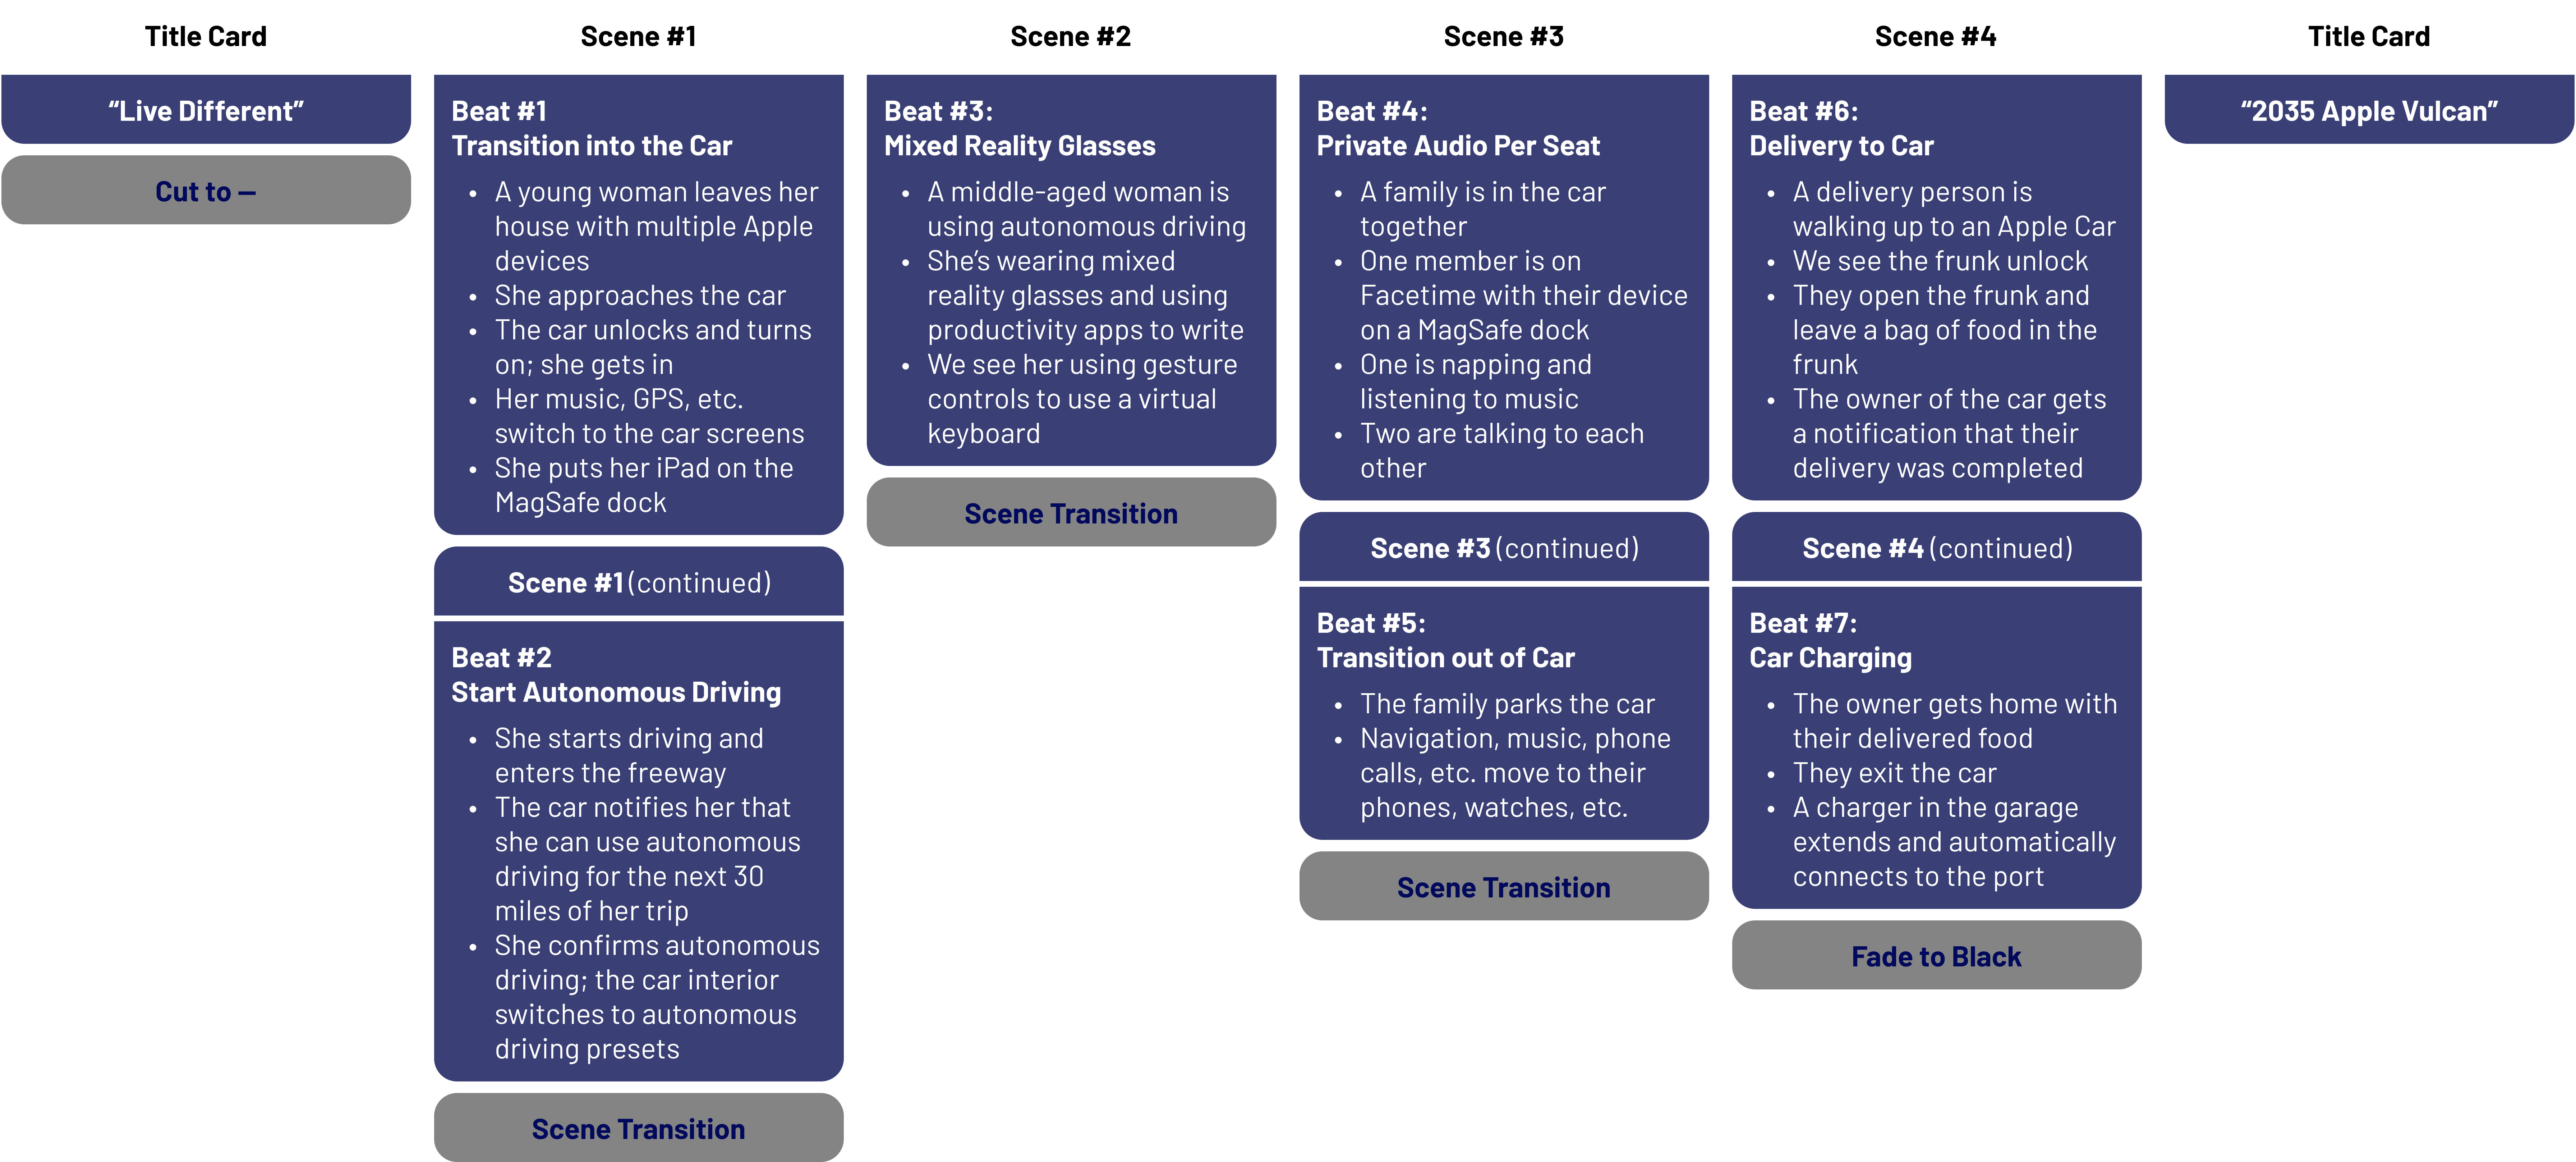 Title Card
“Live Different”
Cut to —
Scene #1
Beat #1
Transition into the Car
• A young woman leaves her
house with multiple Apple
devices
• She approaches the car
• The car unlocks and turns
on; she gets in
• Her music, GPS, etc.
switch to the car screens
• She puts her iPad on the
MagSafe dock
Scene #1 (continued)
Beat #2
Start Autonomous Driving
• She starts driving and
enters the freeway
• The car notifies her that
she can use autonomous
driving for the next 30
miles of her trip
• She confirms autonomous
driving; the car interior
switches to autonomous
driving presets
Scene Transition
Scene #2
Beat #3:
Mixed Reality Glasses
• A middle-aged woman is
using autonomous driving
• She’s wearing mixed
reality glasses and using
productivity apps to write
• We see her using gesture
controls to use a virtual
keyboard
Scene Transition
Scene #3
Beat #4:
Private Audio Per Seat
• A family is in the car
together
• One member is on
Facetime with their device
on a MagSafe dock
• One is napping and
listening to music
• Two are talking to each
other
Scene #3 (continued)
Beat #5:
Transition out of Car
• The family parks the car
• Navigation, music, phone
calls, etc. move to their
phones, watches, etc.
Scene Transition
Scene #4
Beat #6:
Delivery to Car
• A delivery person is
walking up to an Apple Car
• We see the frunk unlock
• They open the frunk and
leave a bag of food in the
frunk
• The owner of the car gets
a notification that their
delivery was completed
Scene #4 (continued)
Beat #7:
Car Charging
• The owner gets home with
their delivered food
• They exit the car
• A charger in the garage
extends and automatically
connects to the port
Fade to Black
Title Card
“2035 Apple Vulcan”